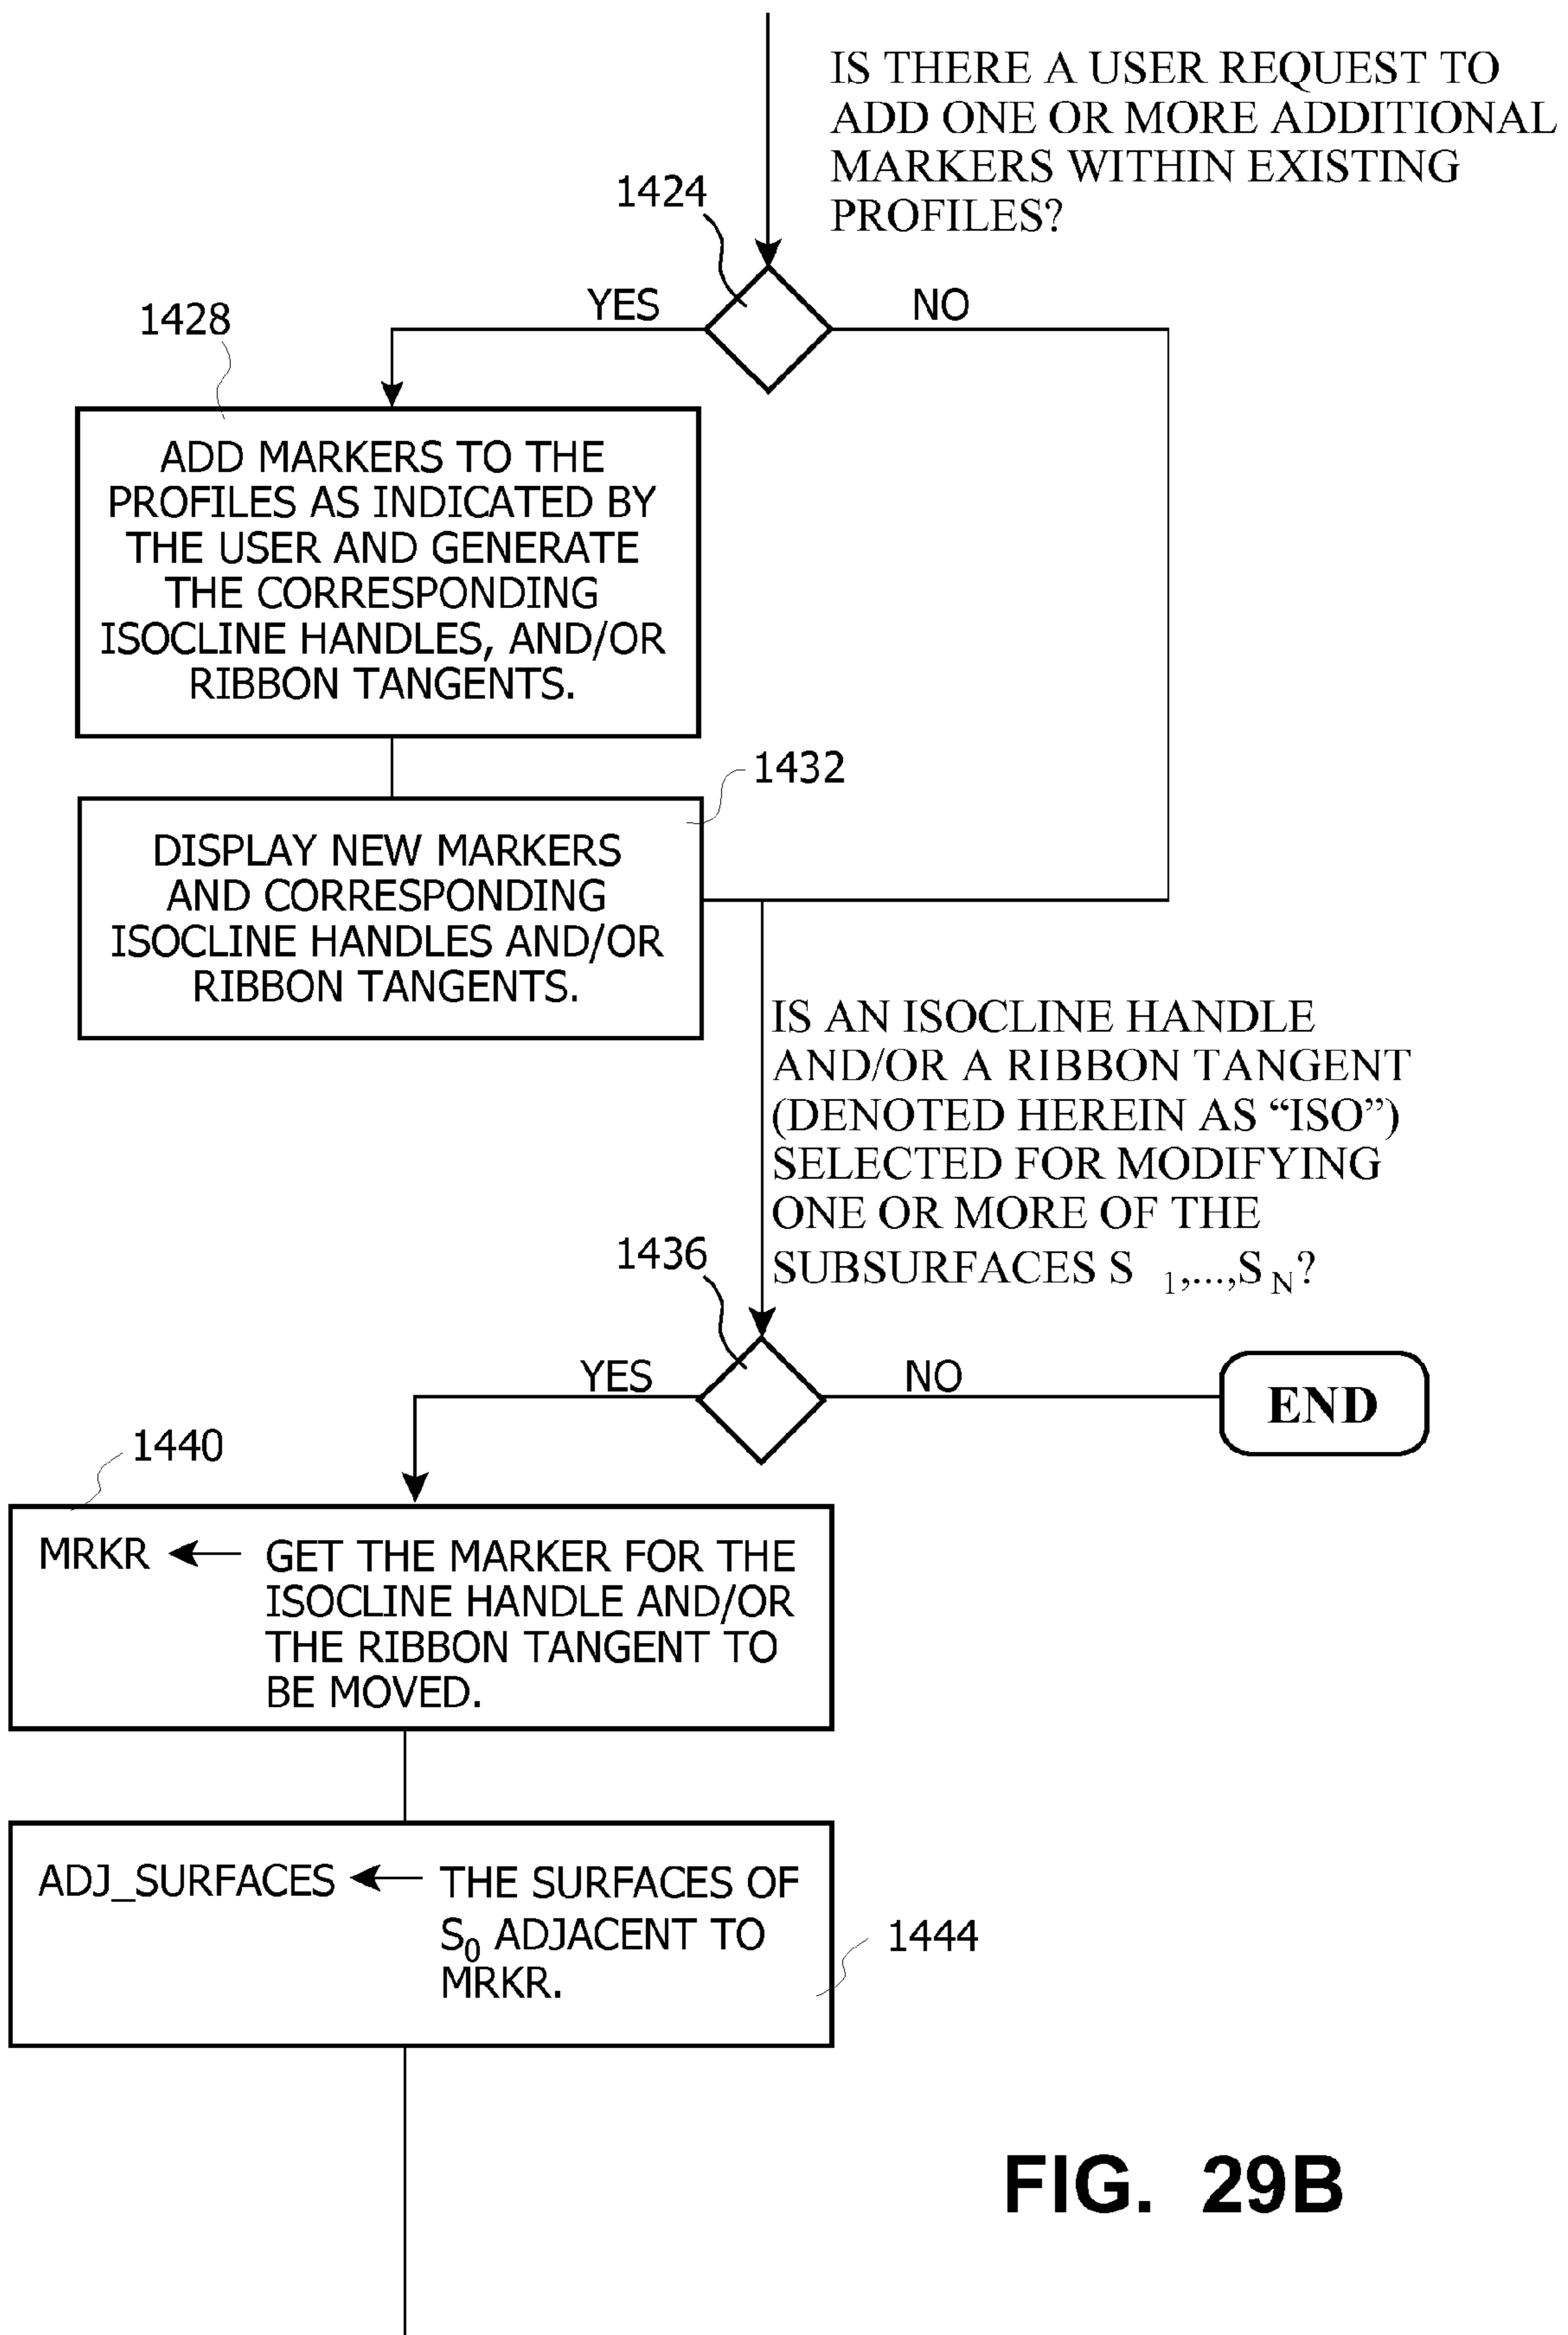 IS THERE A USER REQUEST TO
ADD ONE OR MORE ADDITIONAL
MARKERS WITHIN EXISTING
PROFILES?
1424
YES
NO
1428
ADD MARKERS TO THE
PROFILES AS INDICATED BY
THE USER AND GENERATE
THE CORRESPONDING
ISOCLINE HANDLES, AND/OR
RIBBON TANGENTS.
1432
DISPLAY NEW MARKERS
AND CORRESPONDING
ISOCLINE HANDLES AND/OR
RIBBON TANGENTS.
IS AN ISOCLINE HANDLE
AND/OR A RIBBON TANGENT
(DENOTED HEREIN AS “ISO”)
SELECTED FOR MODIFYING
ONE OR MORE OF THE
SUBSURFACES S 1,...,S N?
1436
YES
NO
END
1440
MRKR ← GET THE MARKER FOR THE
ISOCLINE HANDLE AND/OR
THE RIBBON TANGENT TO
BE MOVED.
ADJ_SURFACES ← THE SURFACES OF
S0 ADJACENT TO
MRKR.
1444
FIG. 29B